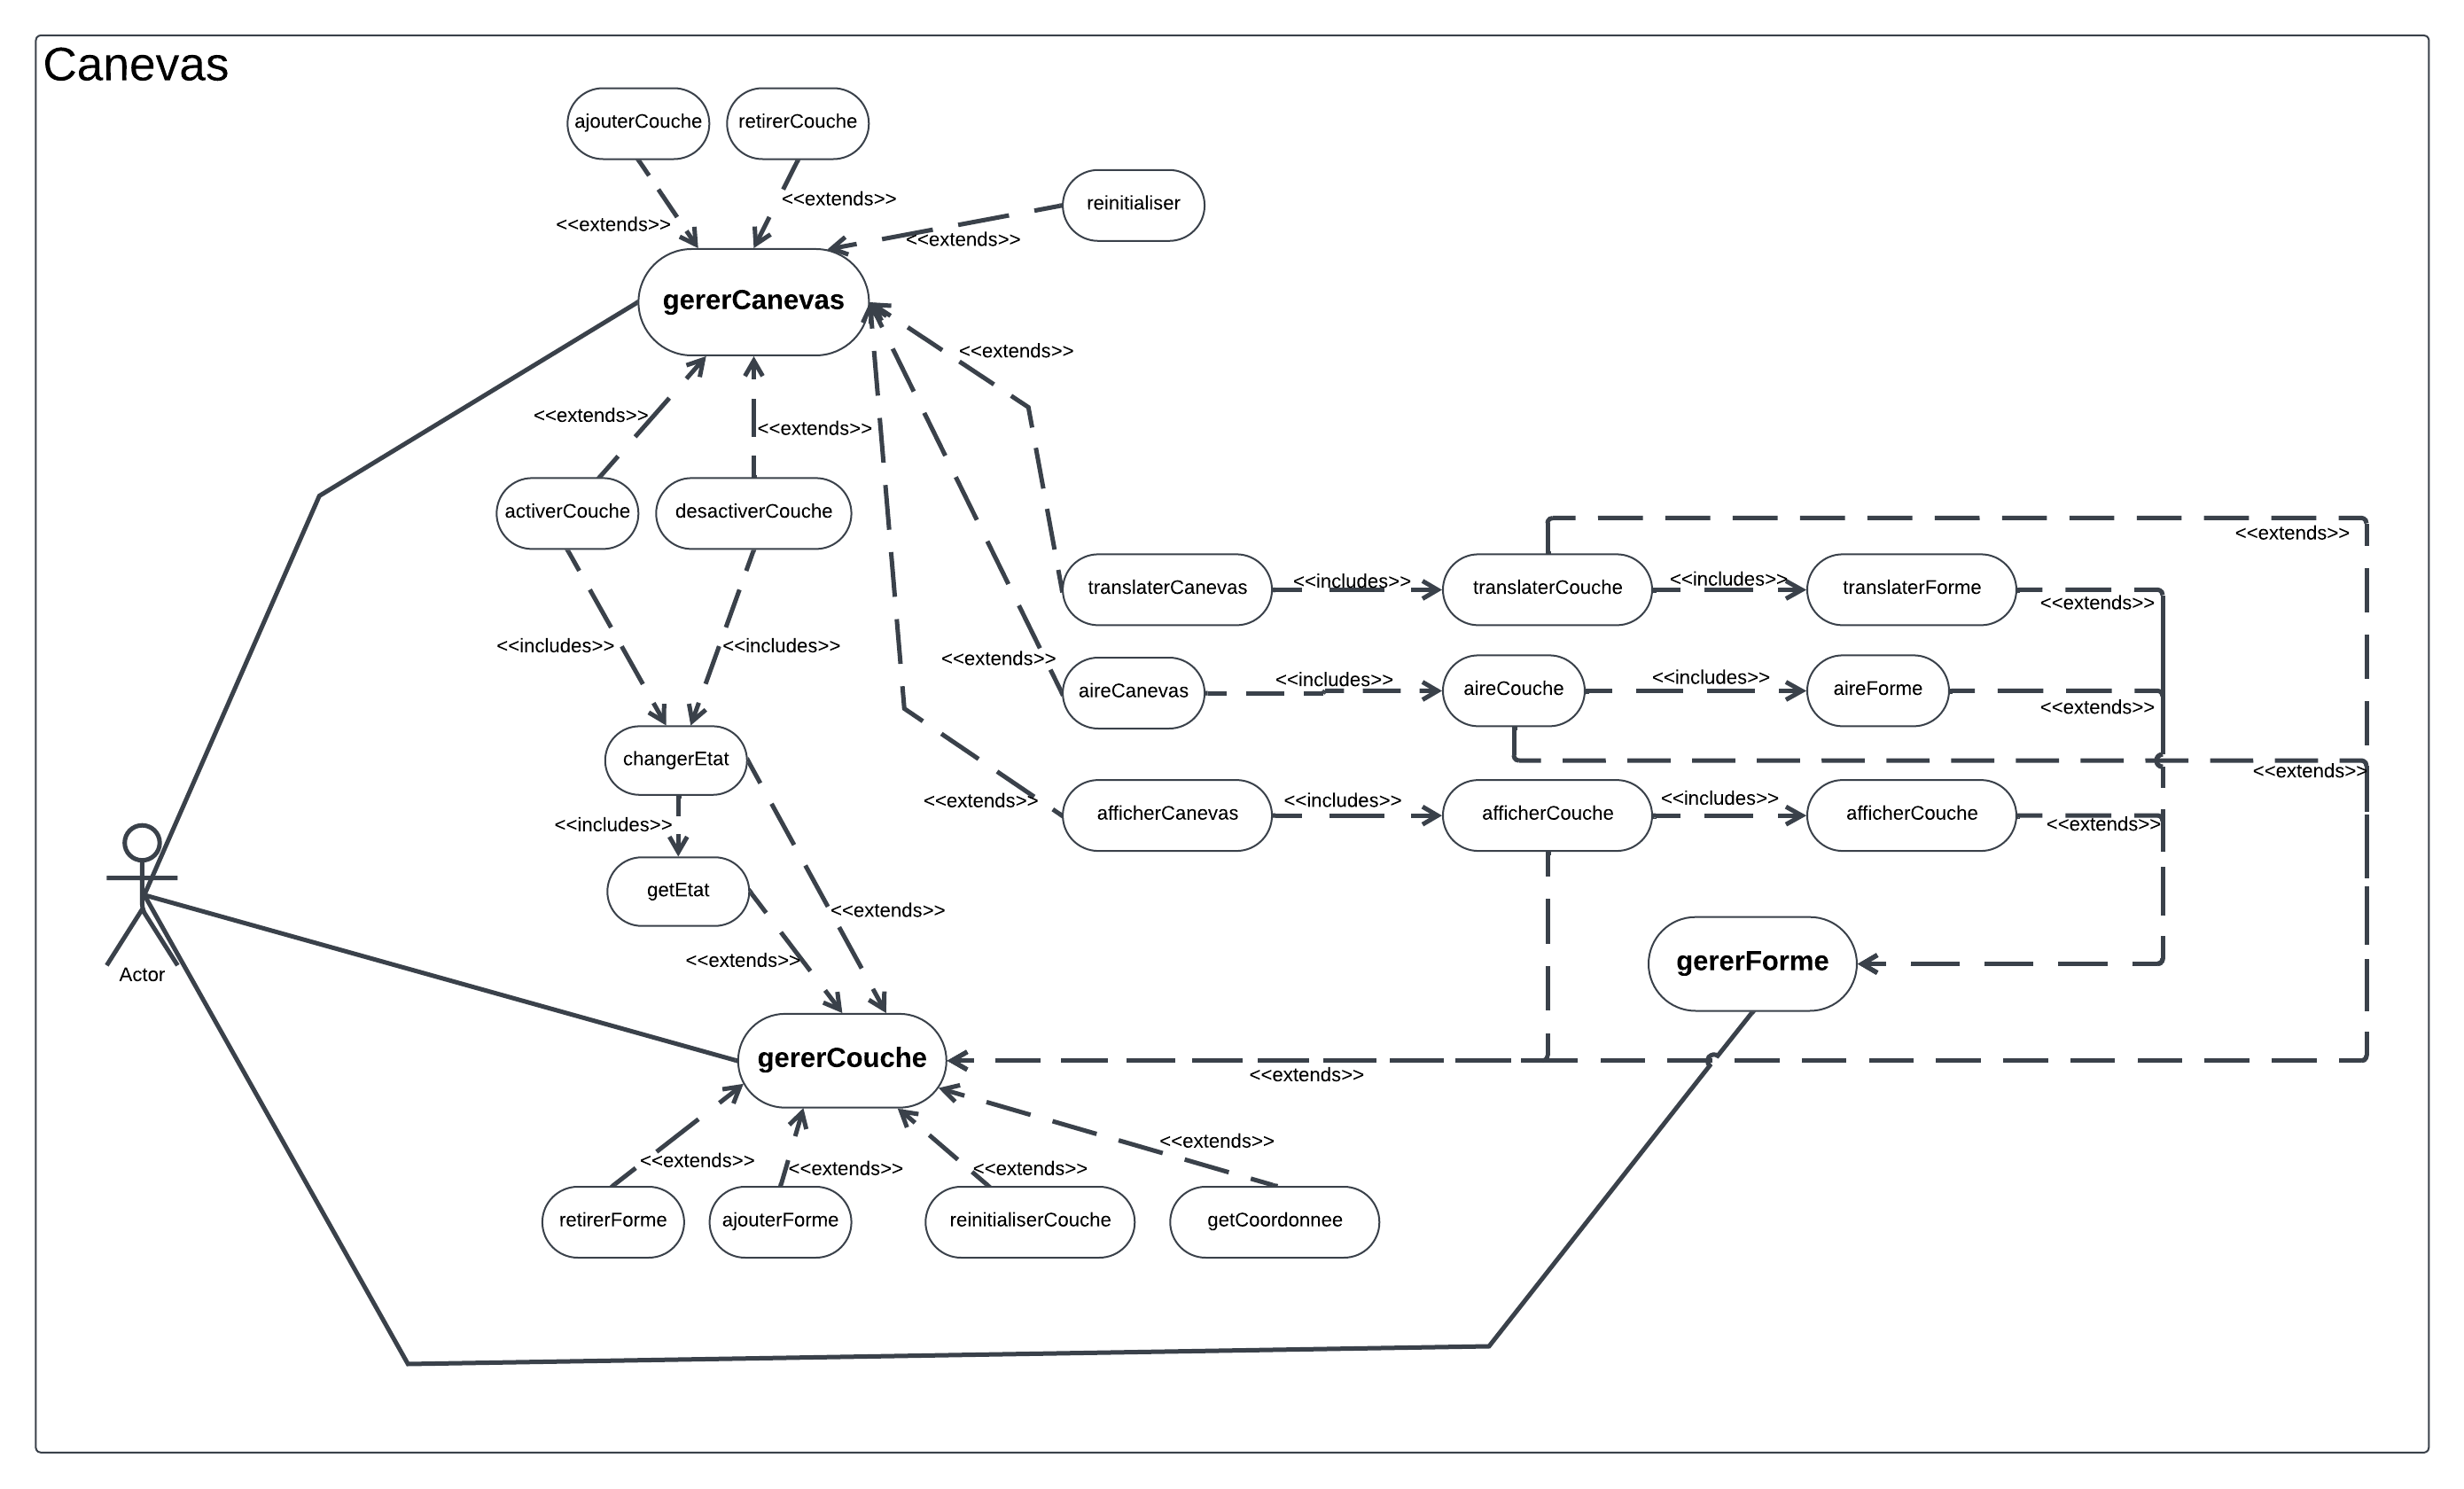 Canevas
ajouterCouche
retirerCouche
reinitialiser
<<extends>>
<<extends>>
<<extends>>
gererCanevas
<<extends>>
<<extends>>
<<extends>>
activerCouche
desactiverCouche
<<extends>>
translaterCanevas
<<includes>>
translaterCouche
<<includes>>
translaterForme
<<extends>>
<<includes>>
<<includes>>
<<extends>>
aireCanevas
<<includes>>
aireCouche
<<includes>>
aireForme
<<extends>>
changerEtat
<<extends>>
<<includes>>
<<extends>>
afficherCanevas
<<includes>>
afficherCouche
<<includes>>
afficherCouche
<<extends>>
getEtat
<<extends>>
<<extends>>
Actor
gererForme
gererCouche
<<extends>>
<<extends>>
<<extends>>
<<extends>>
<<extends>>
retirerForme
ajouterForme
reinitialiserCouche
getCoordonnee